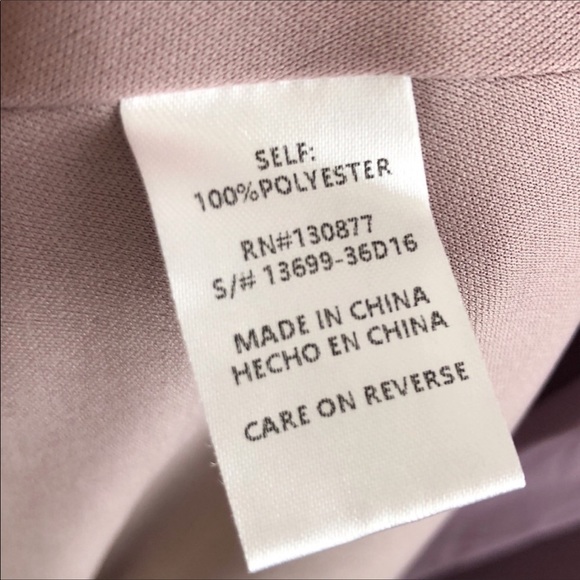 SELF:
100%POLYESTER
RN#130877
S/# 13699-36D16
MADE IN CHINA
HECHO EN CHINA
CARE ON REVERSE